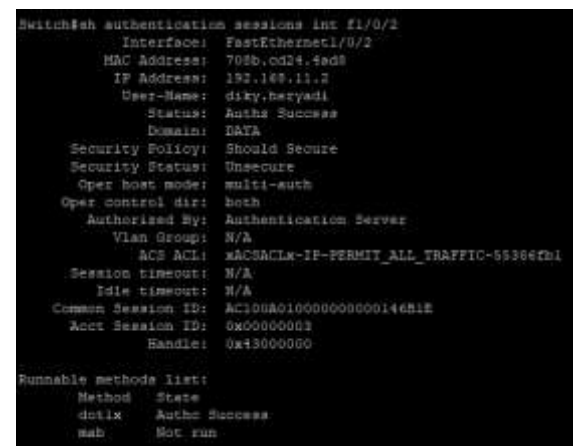 Switch#sh authentication sessions int f1/0/2
Interface: FastEthernet1/0/2
MAC Address: 708b.cd24.4ad8
IP Address: 192.168.11.2
User-Name: diky.haryadi
Status: Authz Success
Domain: DATA
Security Policy: Should Secure
Security Status: Unsecure
Oper host mode: multi-auth
Oper control dir: both
Authorized By: Authentication Server
Vlan Group: N/A
ACS ACL: xACSACLx-IP-PERMIT_ALL_TRAFFIC-55386fb1
Session timeout: N/A
Idle timeout: N/A
Common Session ID:
Acct Session ID: 0x00000003
Handle: 0x43000000
Runnable methods list:
Method State
dot1x Authc Success
mab Not run